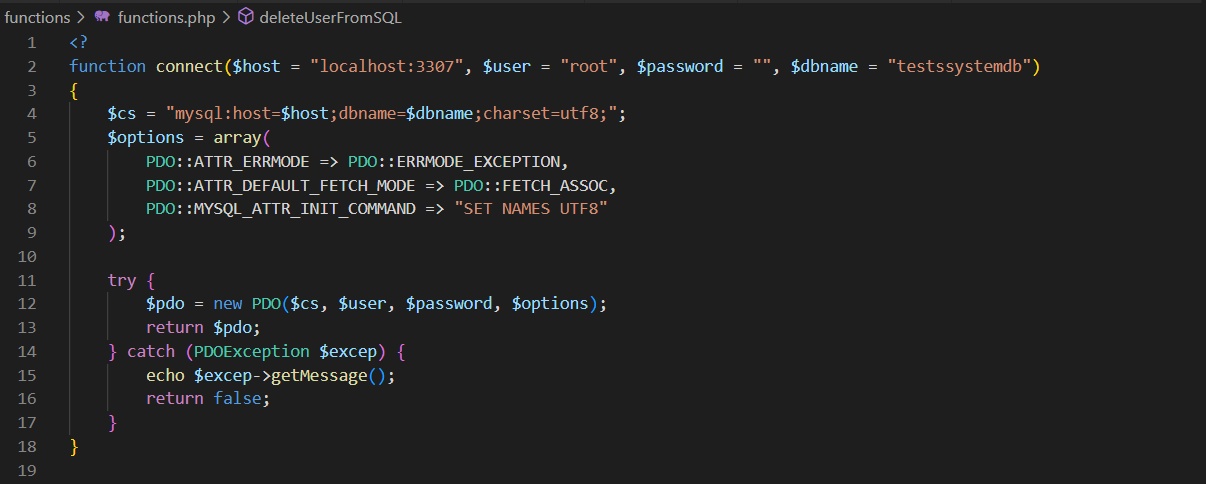 functions > functions.php > deleteUserFromSQL
1 <?
2 function connect($host = "localhost:3307", $user = "root", $password = "", $dbname = "testssystemdb")
3 {
4     $cs = "mysql:host=$host;dbname=$dbname;charset=utf8;";
5     $options = array(
6         PDO::ATTR_ERRMODE => PDO::ERRMODE_EXCEPTION,
7         PDO::ATTR_DEFAULT_FETCH_MODE => PDO::FETCH_ASSOC,
8         PDO::MYSQL_ATTR_INIT_COMMAND => "SET NAMES UTF8"
9     );
10
11     try {
12         $pdo = new PDO($cs, $user, $password, $options);
13         return $pdo;
14     } catch (PDOException $excep) {
15         echo $excep->getMessage();
16         return false;
17     }
18 }
19